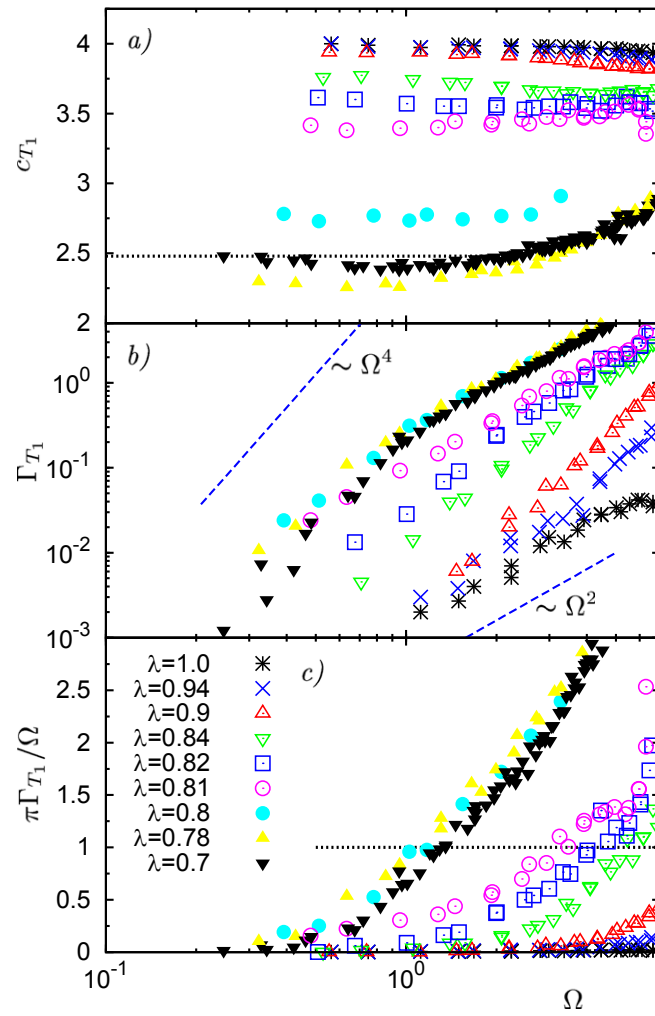 a)
4
3.5
3
2.5
2
c_{T_1}
b)
10^0
10^{-1}
10^{-2}
10^{-3}
Γ_{T_1}
~ Ω^4
~ Ω^2
c)
2.5
2
1.5
1
0.5
0
πΓ_{T_1}/Ω
λ=1.0
λ=0.94
λ=0.9
λ=0.84
λ=0.82
λ=0.81
λ=0.8
λ=0.78
λ=0.7
10^{-1}
10^0
Ω